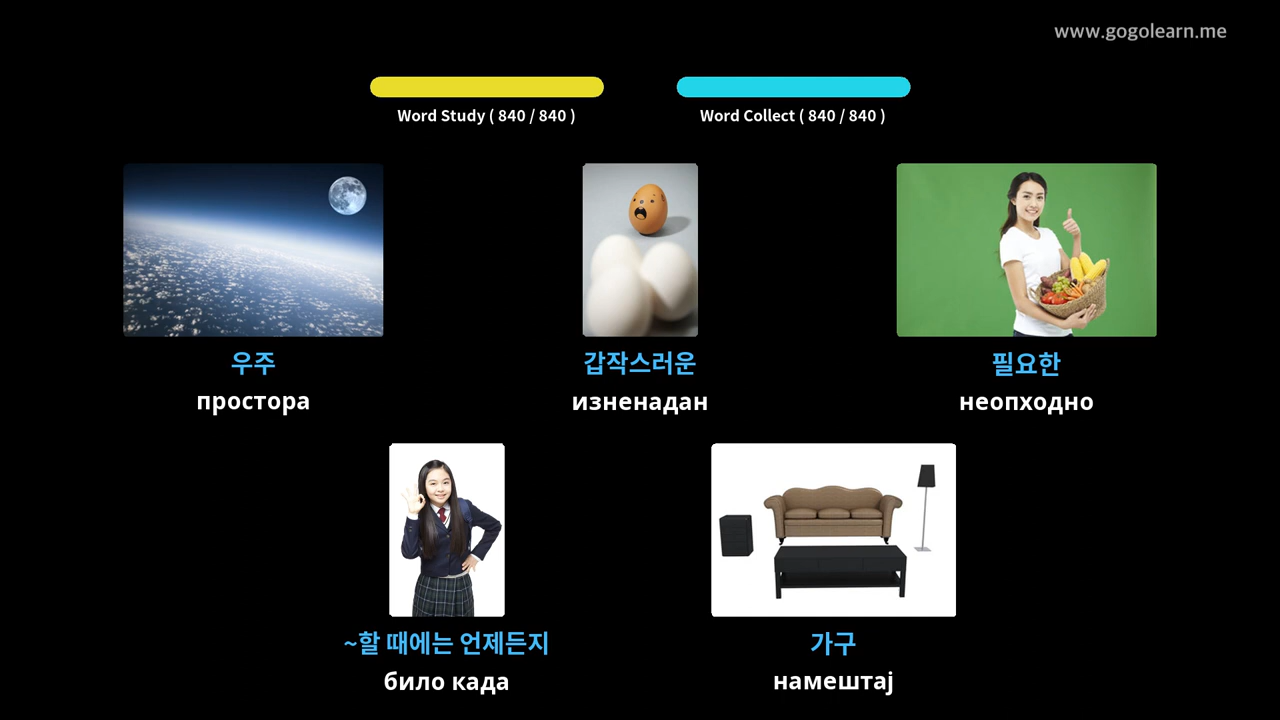 www.gogolearn.me
Word Study ( 840 / 840 )
Word Collect ( 840 / 840 )
우주
простора
갑작스러운
изненадан
필요한
неопходно
~할 때에는 언제든지
било када
가구
намештај